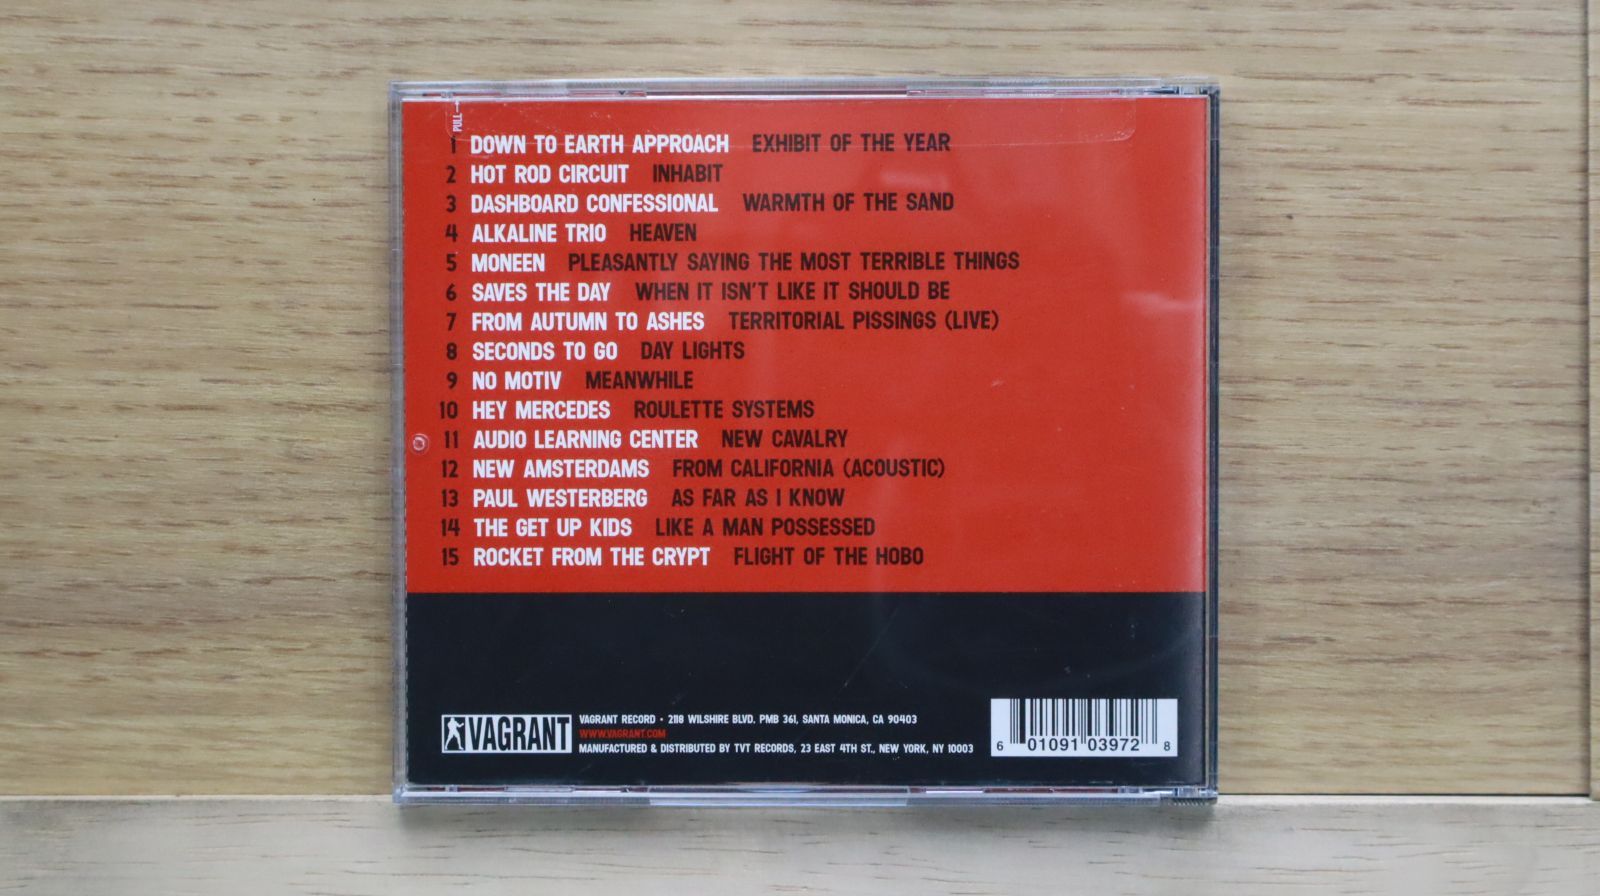 PULL→
1 DOWN TO EARTH APPROACH EXHIBIT OF THE YEAR
2 HOT ROD CIRCUIT INHABIT
3 DASHBOARD CONFESSIONAL WARMTH OF THE SAND
4 ALKALINE TRIO HEAVEN
5 MONEEN PLEASANTLY SAYING THE MOST TERRIBLE THINGS
6 SAVES THE DAY WHEN IT ISN'T LIKE IT SHOULD BE
7 FROM AUTUMN TO ASHES TERRITORIAL PISSINGS (LIVE)
8 SECONDS TO GO DAY LIGHTS
9 NO MOTIV MEANWHILE
10 HEY MERCEDES ROULETTE SYSTEMS
11 AUDIO LEARNING CENTER NEW CAVALRY
12 NEW AMSTERDAMS FROM CALIFORNIA (ACOUSTIC)
13 PAUL WESTERBERG AS FAR AS I KNOW
14 THE GET UP KIDS LIKE A MAN POSSESSED
15 ROCKET FROM THE CRYPT FLIGHT OF THE HOBO
VAGRANT
VAGRANT RECORD • 2118 WILSHIRE BLVD. PMB 361, SANTA MONICA, CA 90403
WWW.VAGRANT.COM
MANUFACTURED & DISTRIBUTED BY TVT RECORDS, 23 EAST 4TH ST., NEW YORK, NY 10003
6 01091 03972 8